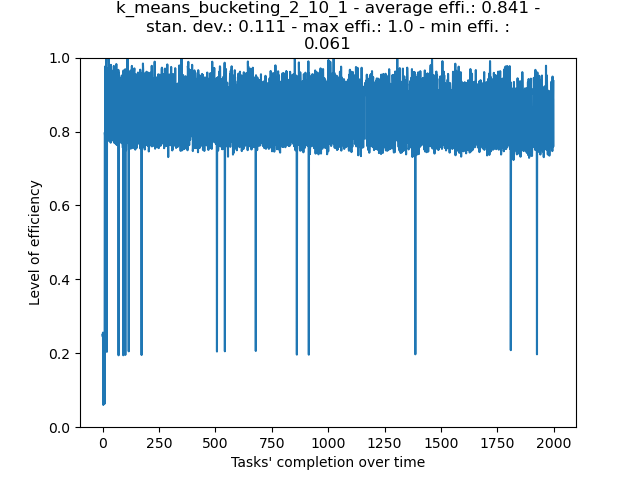 k_means_bucketing_2_10_1 - average effi.: 0.841 -
stan. dev.: 0.111 - max effi.: 1.0 - min effi. :
0.061
1.0
0.8
0.6
0.4
0.2
0.0
Level of efficiency
0 250 500 750 1000 1250 1500 1750 2000
Tasks' completion over time